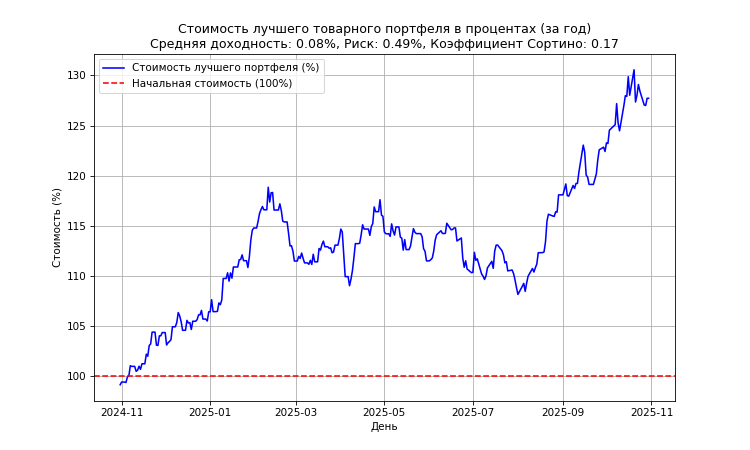 Стоимость лучшего товарного портфеля в процентах (за год)
Средняя доходность: 0.08%, Риск: 0.49%, Коэффициент Сортино: 0.17
Стоимость лучшего портфеля (%)
Начальная стоимость (100%)
Стоимость (%)
130
125
120
115
110
105
100
2024-11
2025-01
2025-03
2025-05
2025-07
2025-09
2025-11
День